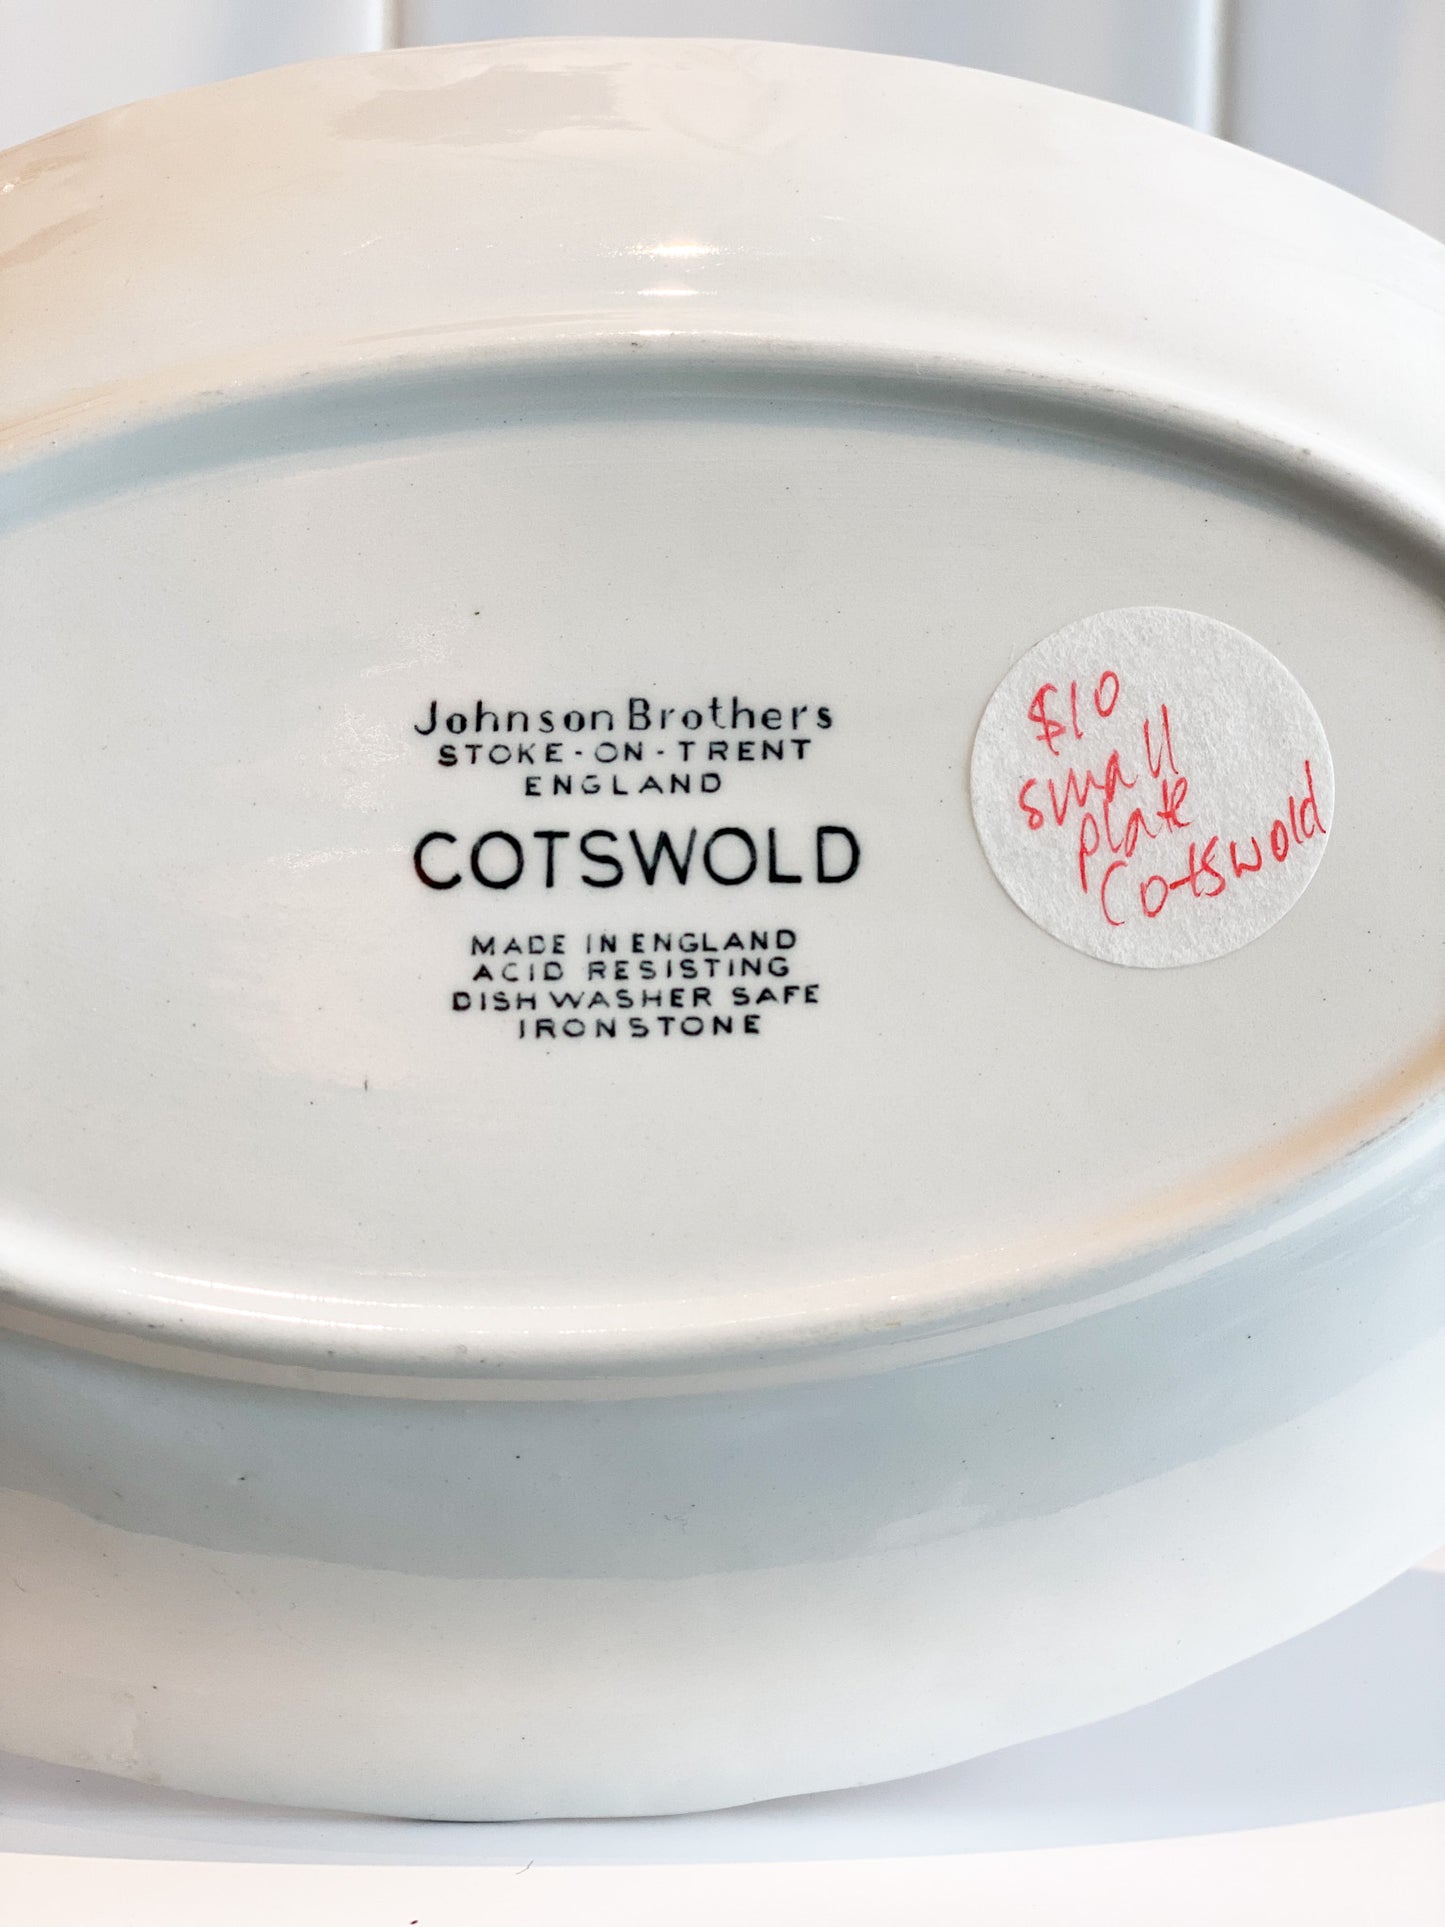 Johnson Brothers
STOKE-ON-TRENT
ENGLAND
COTSWOLD
MADE IN ENGLAND
ACID RESISTING
DISH WASHER SAFE
IRONSTONE
$10
small
plate
Cotswold